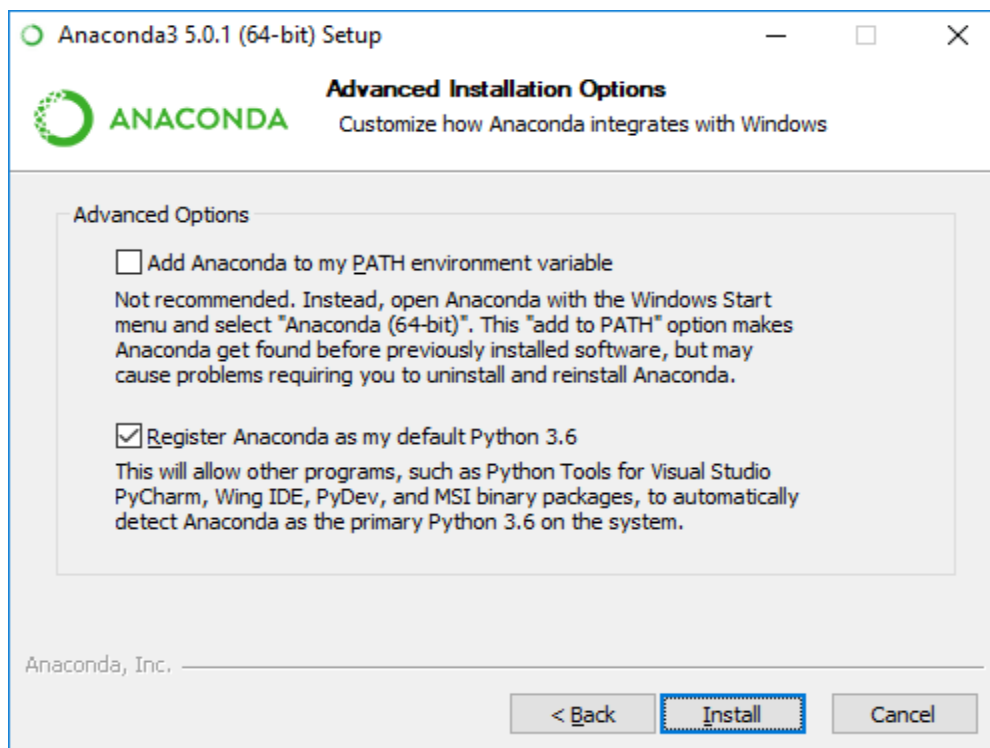 Anaconda3 5.0.1 (64-bit) Setup
ANACONDA
Advanced Installation Options
Customize how Anaconda integrates with Windows
Advanced Options
Add Anaconda to my PATH environment variable
Not recommended. Instead, open Anaconda with the Windows Start
menu and select "Anaconda (64-bit)". This "add to PATH" option makes
Anaconda get found before previously installed software, but may
cause problems requiring you to uninstall and reinstall Anaconda.
Register Anaconda as my default Python 3.6
This will allow other programs, such as Python Tools for Visual Studio
PyCharm, Wing IDE, PyDev, and MSI binary packages, to automatically
detect Anaconda as the primary Python 3.6 on the system.
Anaconda, Inc.
< Back
Install
Cancel